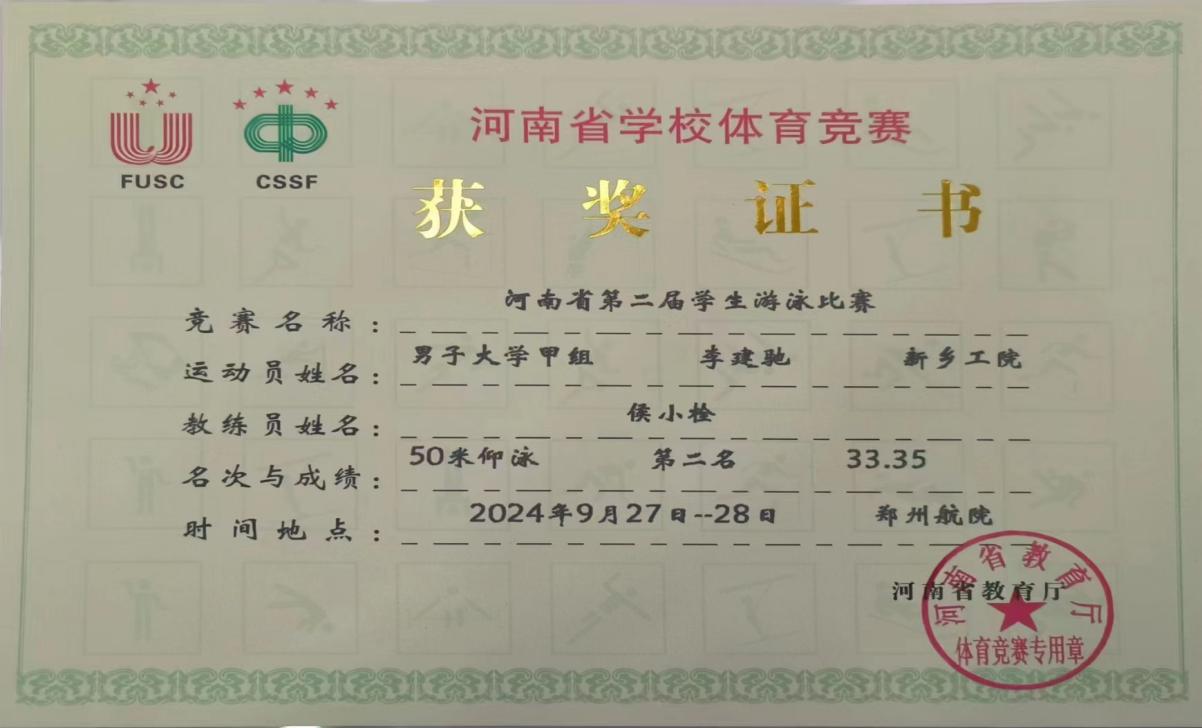 FUSC CSSF
河南省学校体育竞赛
获奖证书
竞赛名称：河南省第二届学生游泳比赛
运动员姓名：男子大学甲组 李建驰 新乡工院
教练员姓名：侯小栓
名次与成绩：50米仰泳 第二名 33.35
时间地点：2024年9月27日--28日 郑州航院
河南省教育厅
河南省教育厅
体育竞赛专用章